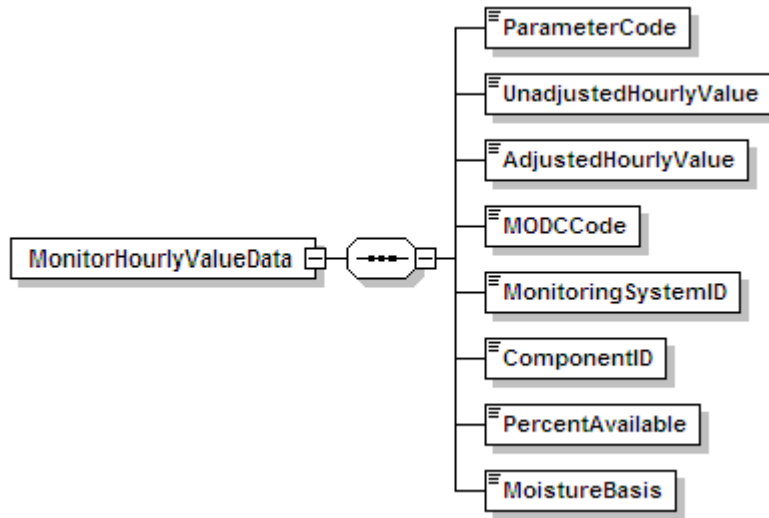 ParameterCode
UnadjustedHourlyValue
AdjustedHourlyValue
MODCCode
MonitorHourlyValueData
MonitoringSystemID
ComponentID
PercentAvailable
MoistureBasis